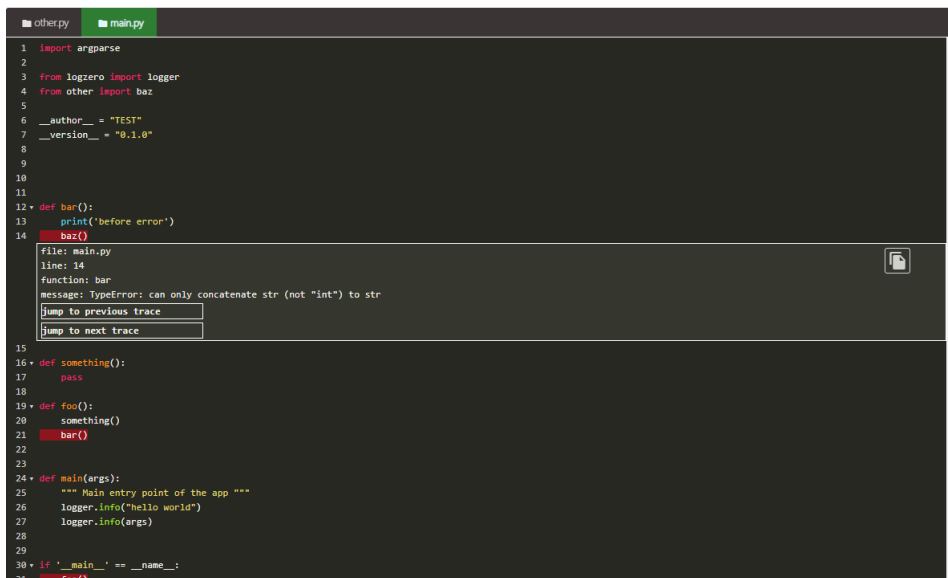 other.py main.py
1 import argparse
2
3 from logzero import logger
4 from other import baz
5
6 __author__ = "TEST"
7 __version__ = "0.1.0"
8
9
10
11
12 def bar():
13     print('before error')
14     baz()
file: main.py
line: 14
function: bar
message: TypeError: can only concatenate str (not "int") to str
jump to previous trace
jump to next trace
15
16 def something():
17     pass
18
19 def foo():
20     something()
21     bar()
22
23
24 def main(args):
25     """ Main entry point of the app """
26     logger.info("hello world")
27     logger.info(args)
28
29
30 if '__main__' == __name__: